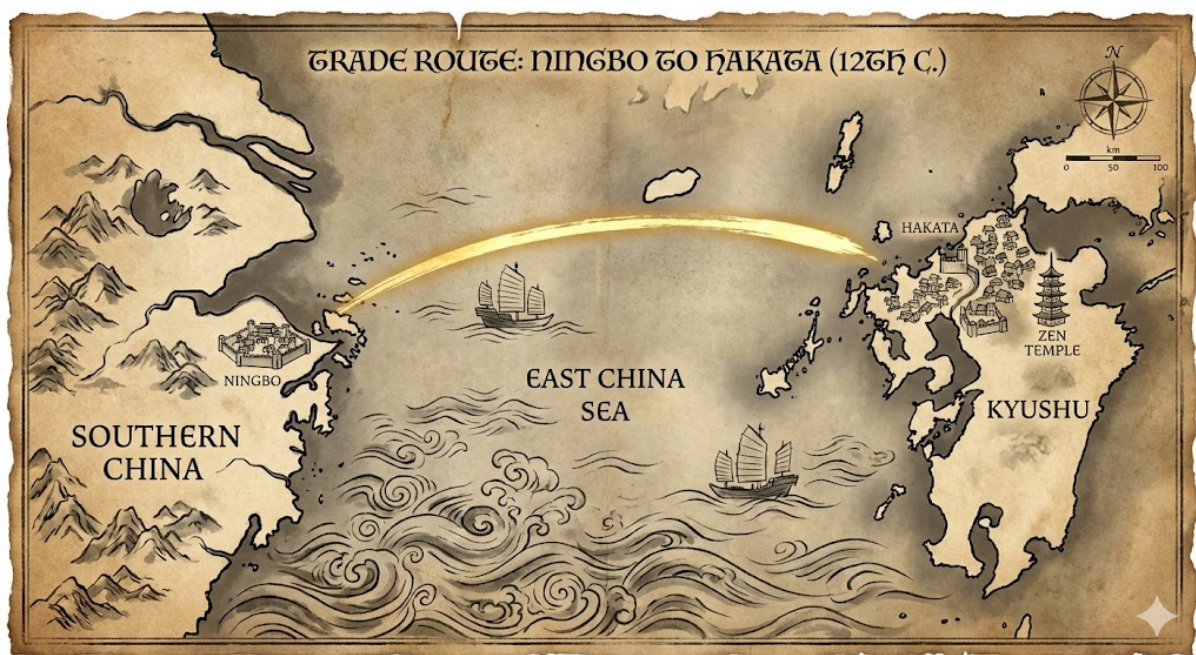 TRADE ROUTE: NINGBO TO HAKATA (12TH C.)
N
km
0 50 100
HAKATA
ZEN
TEMPLE
NINGBO
EAST CHINA
SEA
KYUSHU
SOUTHERN
CHINA